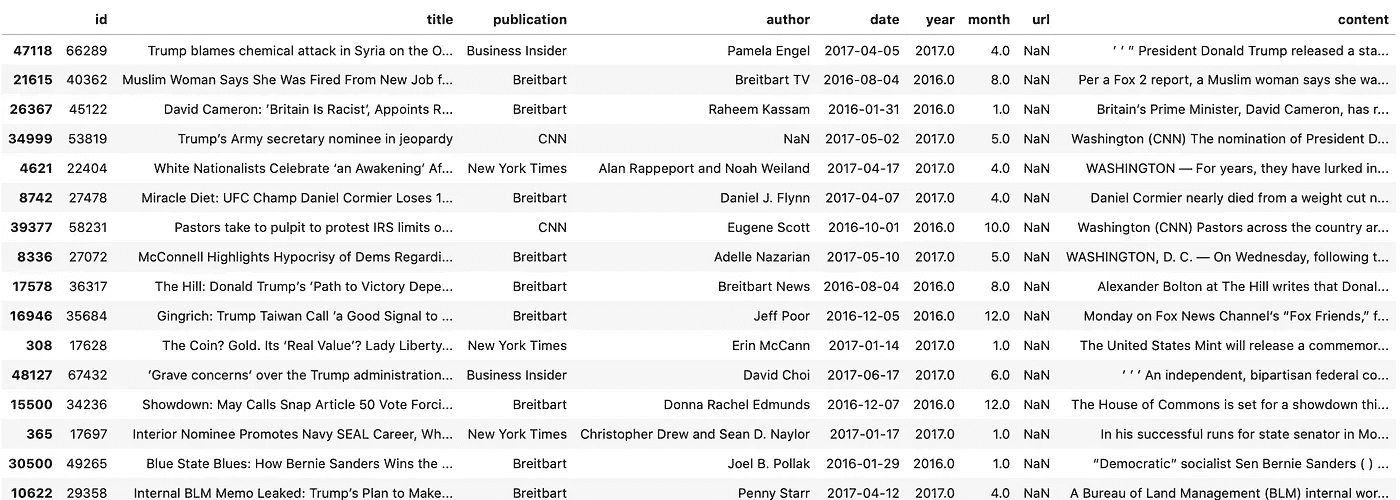 id title publication author date year month url content
47118 66289 Trump blames chemical attack in Syria on the O... Business Insider Pamela Engel 2017-04-05 2017.0 4.0 NaN ’ ’ “ President Donald Trump released a sta...
21615 40362 Muslim Woman Says She Was Fired From New Job f... Breitbart Breitbart TV 2016-08-04 2016.0 8.0 NaN Per a Fox 2 report, a Muslim woman says she wa...
26367 45122 David Cameron: ’Britain Is Racist’, Appoints R... Breitbart Raheem Kassam 2016-01-31 2016.0 1.0 NaN Britain’s Prime Minister, David Cameron, has r...
34999 53819 Trump’s Army secretary nominee in jeopardy CNN NaN 2017-05-02 2017.0 5.0 NaN Washington (CNN) The nomination of President D...
4621 22404 White Nationalists Celebrate ‘an Awakening’ Af... New York Times Alan Rappeport and Noah Weiland 2017-04-17 2017.0 4.0 NaN WASHINGTON — For years, they have lurked in...
8742 27478 Miracle Diet: UFC Champ Daniel Cormier Loses 1... Breitbart Daniel J. Flynn 2017-04-07 2017.0 4.0 NaN Daniel Cormier nearly died from a weight cut n...
39377 58231 Pastors take to pulpit to protest IRS limits o... CNN Eugene Scott 2016-10-01 2016.0 10.0 NaN Washington (CNN) Pastors across the country ar...
8336 27072 McConnell Highlights Hypocrisy of Dems Regardi... Breitbart Adelle Nazarian 2017-05-10 2017.0 5.0 NaN WASHINGTON, D. C. — On Wednesday, following t...
17578 36317 The Hill: Donald Trump’s ’Path to Victory Depe... Breitbart Breitbart News 2016-08-04 2016.0 8.0 NaN Alexander Bolton at The Hill writes that Donal...
16946 35684 Gingrich: Trump Taiwan Call ’a Good Signal to ... Breitbart Jeff Poor 2016-12-05 2016.0 12.0 NaN Monday on Fox News Channel’s “Fox Friends,” f...
308 17628 The Coin? Gold. Its ‘Real Value’? Lady Liberty... New York Times Erin McCann 2017-01-14 2017.0 1.0 NaN The United States Mint will release a commemor...
48127 67432 ’Grave concerns’ over the Trump administration... Business Insider David Choi 2017-06-17 2017.0 6.0 NaN ’ ’ ’ An independent, bipartisan federal co...
15500 34236 Showdown: May Calls Snap Article 50 Vote Forci... Breitbart Donna Rachel Edmunds 2016-12-07 2016.0 12.0 NaN The House of Commons is set for a showdown thi...
365 17697 Interior Nominee Promotes Navy SEAL Career, Wh... New York Times Christopher Drew and Sean D. Naylor 2017-01-17 2017.0 1.0 NaN In his successful runs for state senator in Mo...
30500 49265 Blue State Blues: How Bernie Sanders Wins the ... Breitbart Joel B. Pollak 2016-01-29 2016.0 1.0 NaN “Democratic” socialist Sen Bernie Sanders ( ) ...
10622 29358 Internal BLM Memo Leaked: Trump’s Plan to Make... Breitbart Penny Starr 2017-04-12 2017.0 4.0 NaN A Bureau of Land Management (BLM) internal wor...